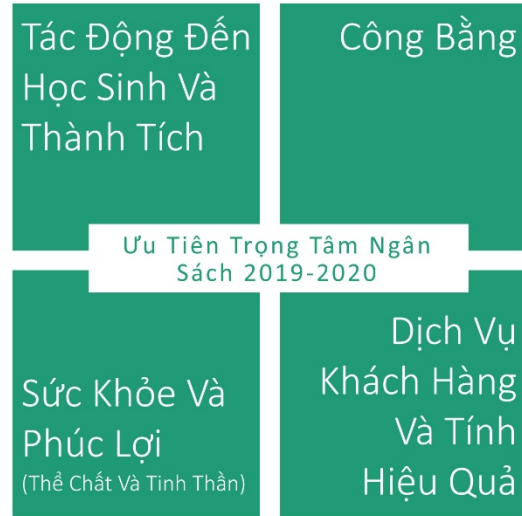 Tác Động Đến
Học Sinh Và
Thành Tích
Công Bằng
Ưu Tiên Trọng Tâm Ngân
Sách 2019-2020
Sức Khỏe Và
Phúc Lợi
(Thể Chất Và Tinh Thần)
Dịch Vụ
Khách Hàng
Và Tính
Hiệu Quả